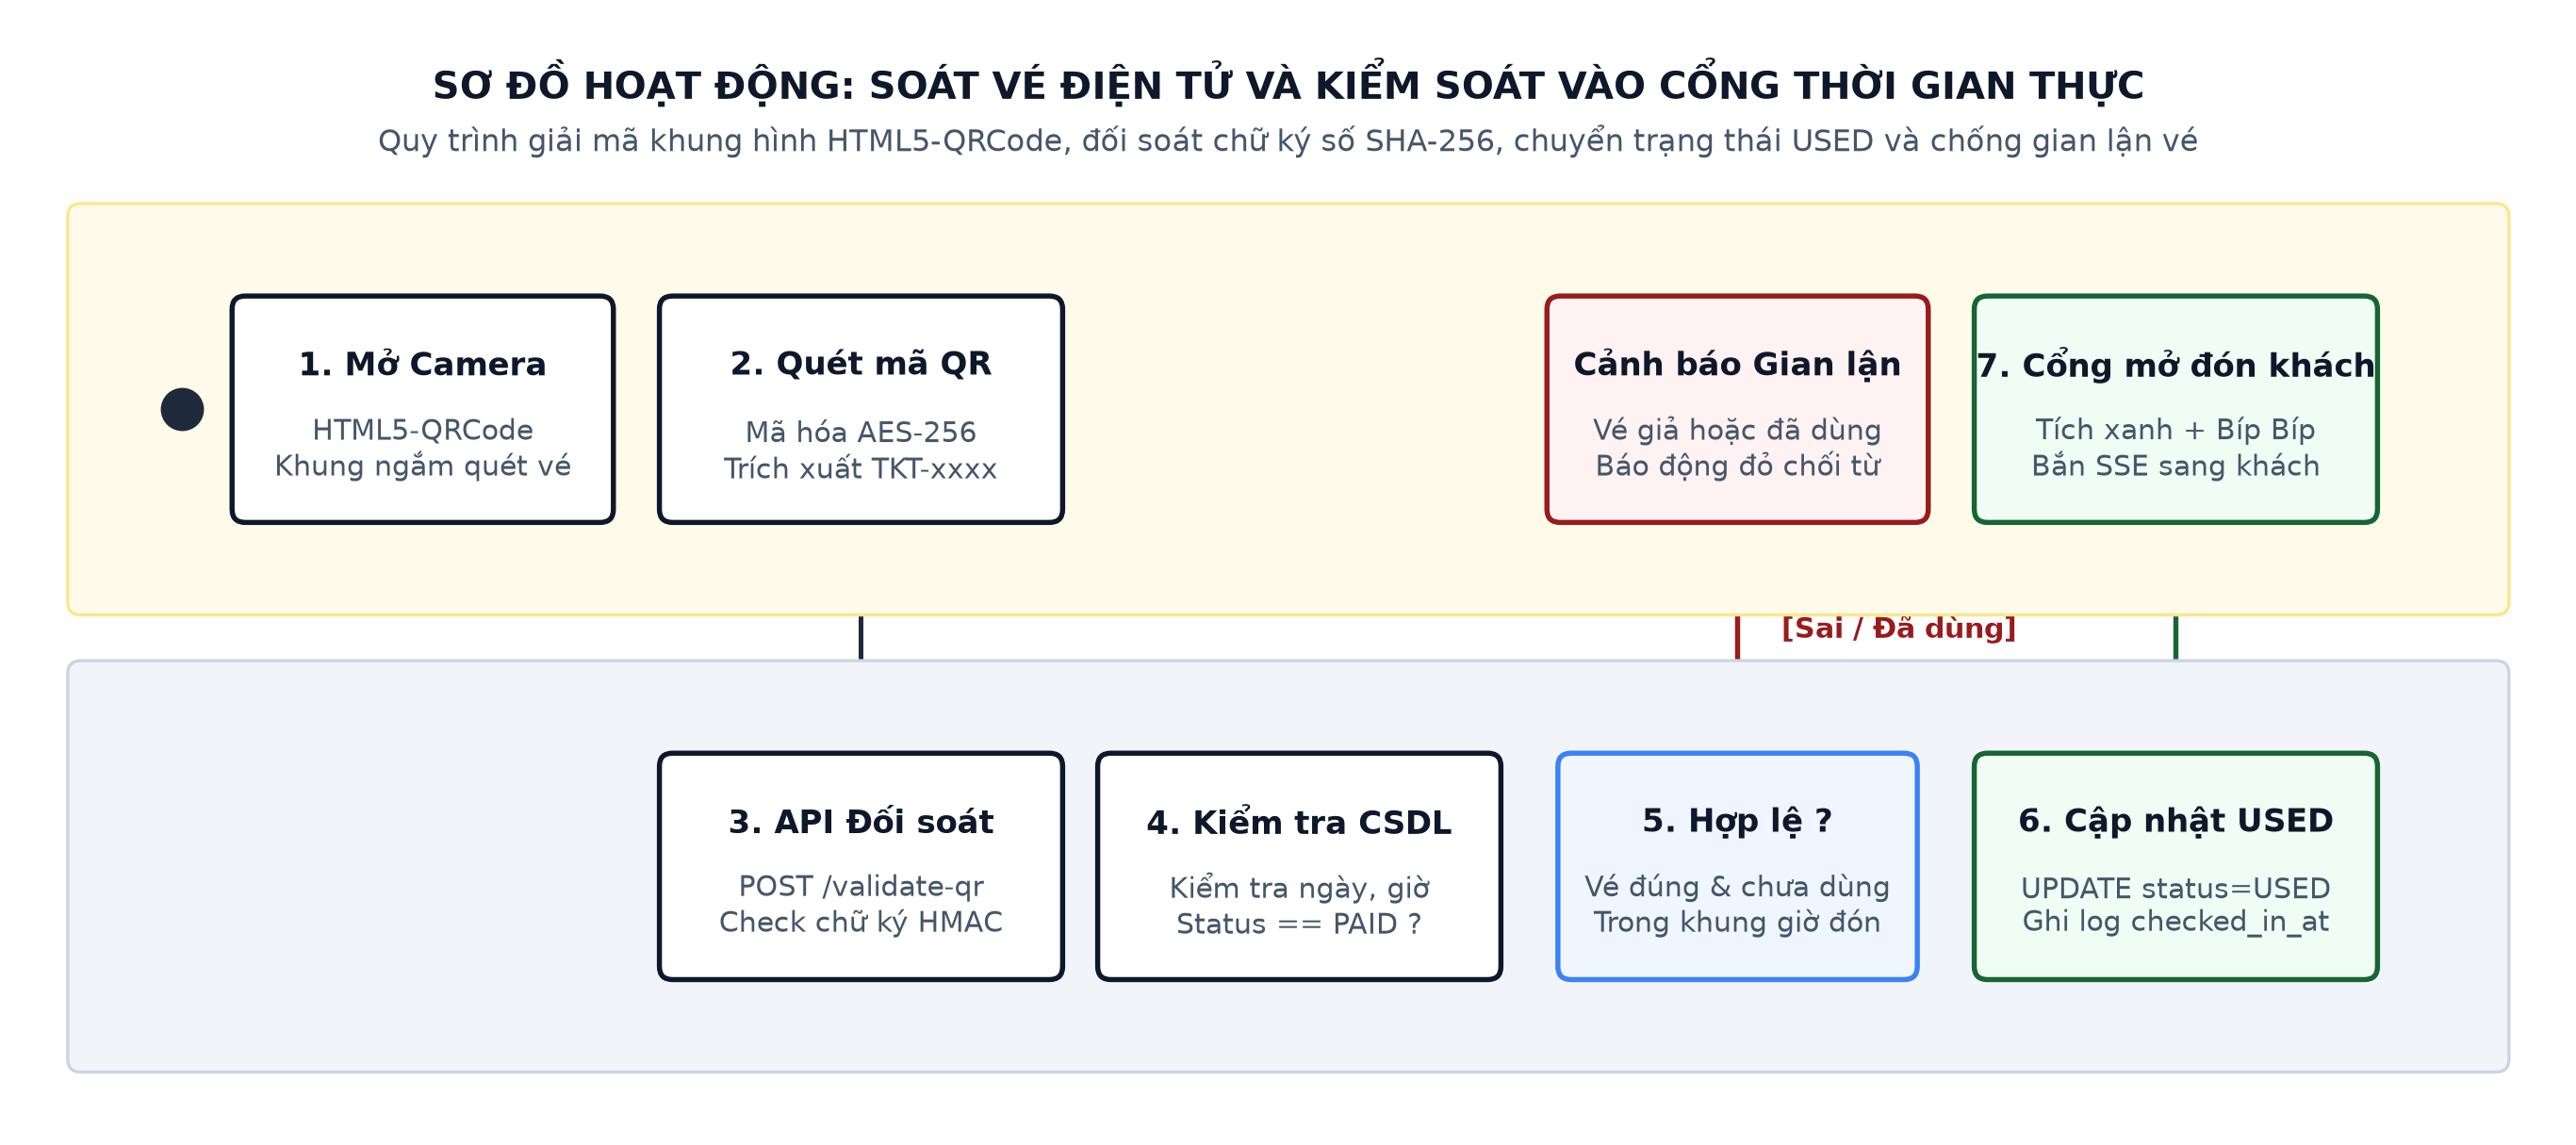 SƠ ĐỒ HOẠT ĐỘNG: SOÁT VÉ ĐIỆN TỬ VÀ KIỂM SOÁT VÀO CỔNG THỜI GIAN THỰC
Quy trình giải mã khung hình HTML5-QRCode, đối soát chữ ký số SHA-256, chuyển trạng thái USED và chống gian lận vé
1. Mở Camera
HTML5-QRCode
Khung ngắm quét vé
2. Quét mã QR
Mã hóa AES-256
Trích xuất TKT-xxxx
Cảnh báo Gian lận
Vé giả hoặc đã dùng
Báo động đỏ chối từ
7. Cổng mở đón khách
Tích xanh + Bíp Bíp
Bắn SSE sang khách
[Sai / Đã dùng]
3. API Đối soát
POST /validate-qr
Check chữ ký HMAC
4. Kiểm tra CSDL
Kiểm tra ngày, giờ
Status == PAID ?
5. Hợp lệ ?
Vé đúng & chưa dùng
Trong khung giờ đón
6. Cập nhật USED
UPDATE status=USED
Ghi log checked_in_at